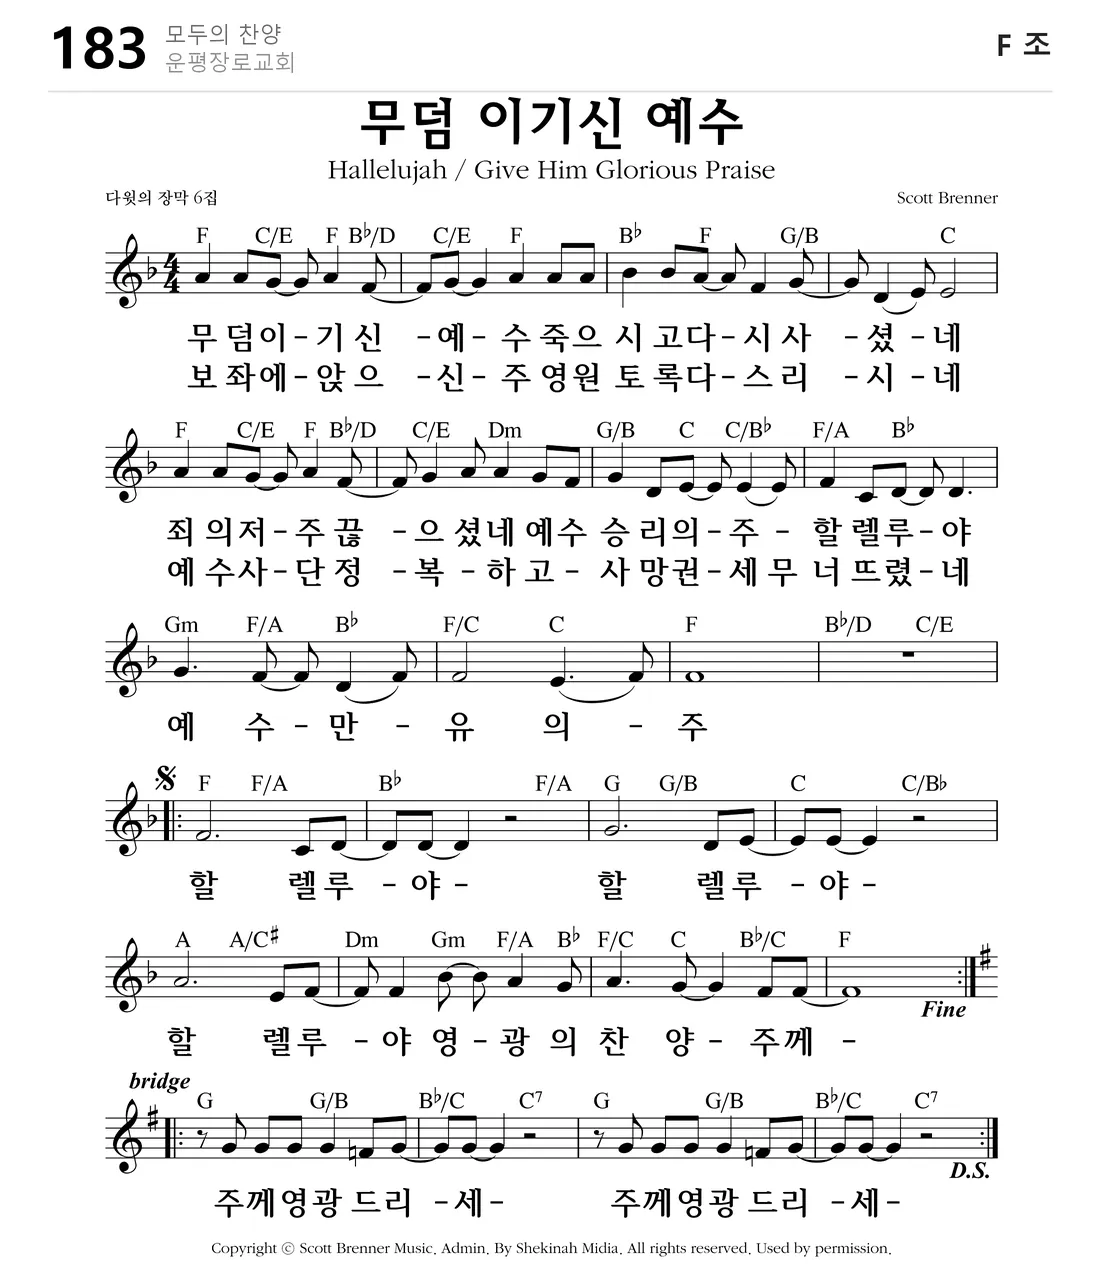 183 모두의 찬양 F 조
운평장로교회
무덤 이기신 예수
Hallelujah / Give Him Glorious Praise
다윗의 장막 6집 Scott Brenner
F C/E F B♭/D C/E F B♭ F G/B C
4/4
무 덤이-기 신 -예- 수 죽으 시 고다-시 사 -셨 -네
보 좌에-앉 으 -신- 주 영원 토 록다-스 리 -시 -네
F C/E F B♭/D C/E Dm G/B C C/B♭ F/A B♭
죄 의저-주 끊 -으 셨네 예수 승 리의-주 - 할 렐루-야
예 수사-단 정 -복 -하 고- 사 망권-세 무 너 뜨렸-네
Gm F/A B♭ F/C C F B♭/D C/E
예 수-만 -유 의 -주
F F/A B♭ F/A G G/B C C/B♭
할 렐루 -야- 할 렐루 -야-
A A/C♯ Dm Gm F/A B♭ F/C C B♭/C F
Fine
할 렐루 -야 영-광 의 찬 양- 주께 -
bridge
G G/B B♭/C C7 G G/B B♭/C C7
D.S.
주께영광 드리 -세- 주께영광 드리 -세-
Copyright ⓒ Scott Brenner Music. Admin. By Shekinah Midia. All rights reserved. Used by permission.